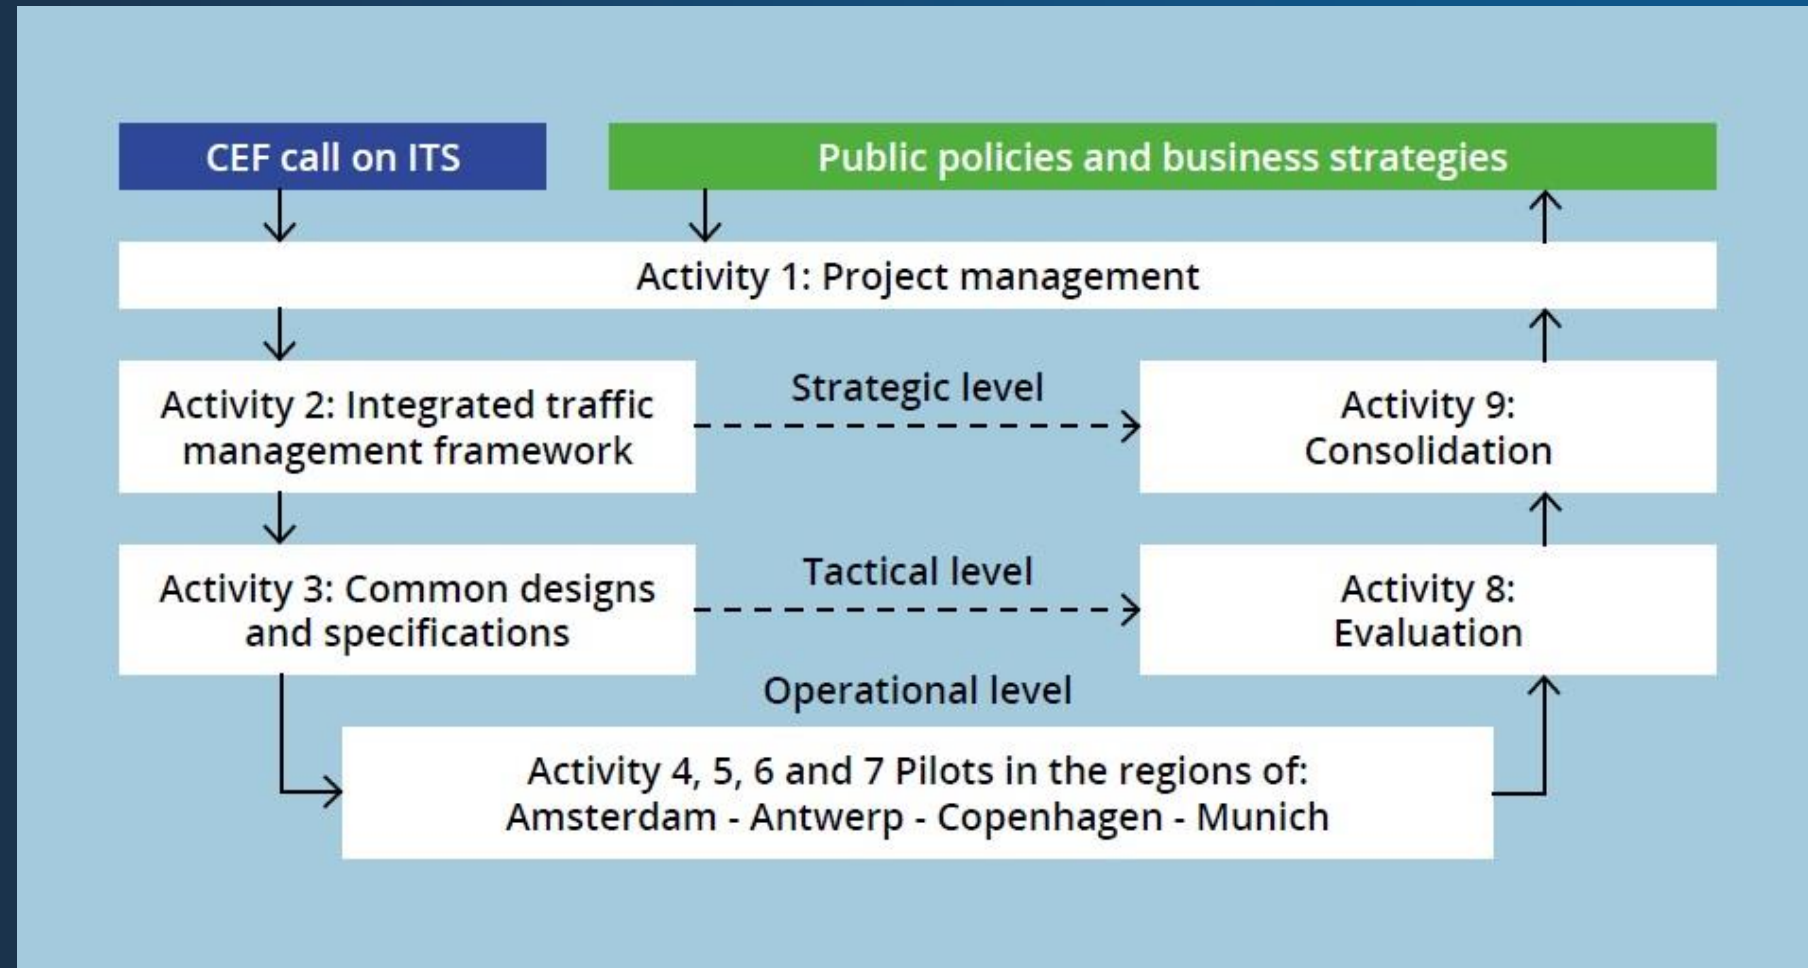 CEF call on ITS
Public policies and business strategies
Activity 1: Project management
Activity 2: Integrated traffic
management framework
Strategic level
Activity 9:
Consolidation
Activity 3: Common designs
and specifications
Tactical level
Activity 8:
Evaluation
Operational level
Activity 4, 5, 6 and 7 Pilots in the regions of:
Amsterdam - Antwerp - Copenhagen - Munich